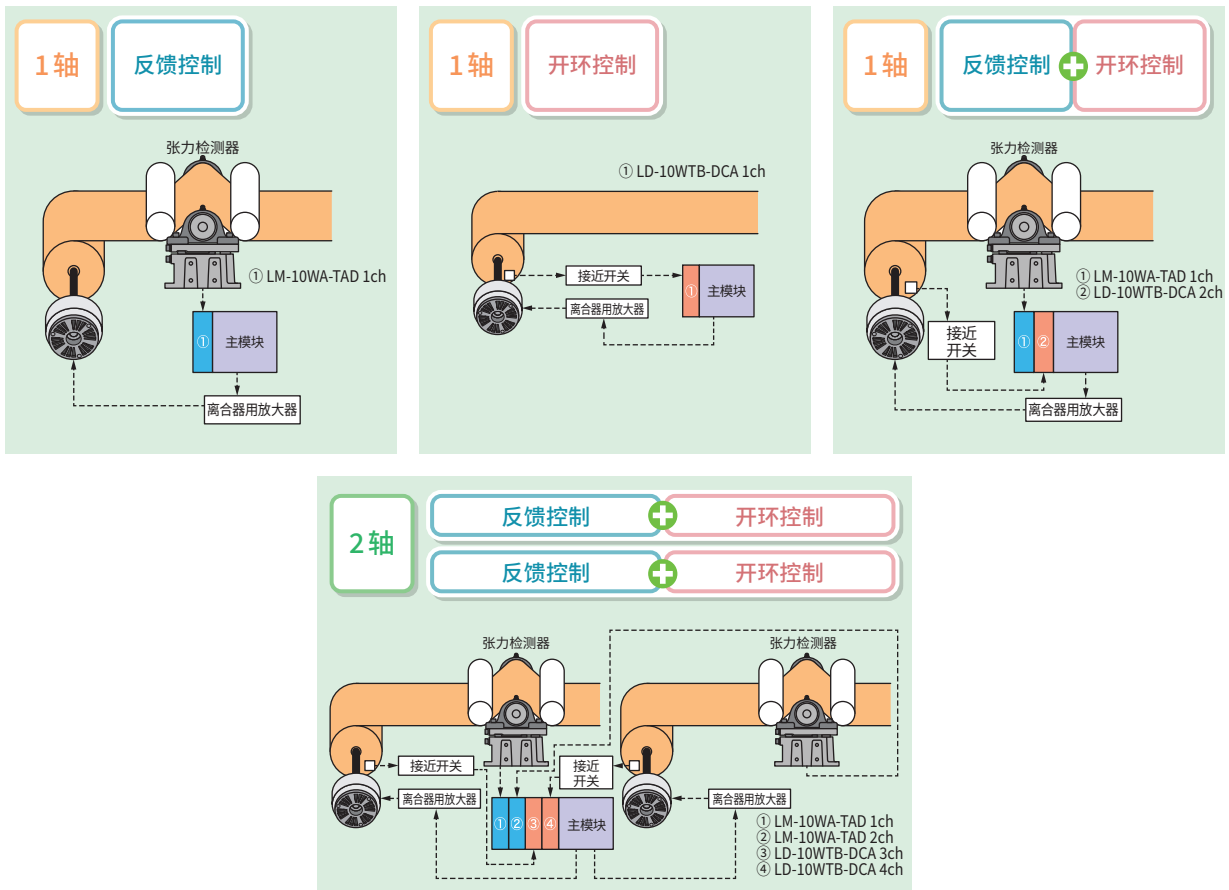 1轴
反馈控制
张力检测器
① LM-10WA-TAD 1ch
①
主模块
离合器用放大器
1轴
开环控制
① LD-10WTB-DCA 1ch
接近开关
①
主模块
离合器用放大器
1轴
反馈控制
开环控制
张力检测器
① LM-10WA-TAD 1ch
② LD-10WTB-DCA 2ch
接近
开关
①
②
主模块
离合器用放大器
2轴
反馈控制
开环控制
反馈控制
开环控制
张力检测器
张力检测器
接近开关
接近
开关
离合器用放大器
①
②
③
④
主模块
离合器用放大器
① LM-10WA-TAD 1ch
② LM-10WA-TAD 2ch
③ LD-10WTB-DCA 3ch
④ LD-10WTB-DCA 4ch